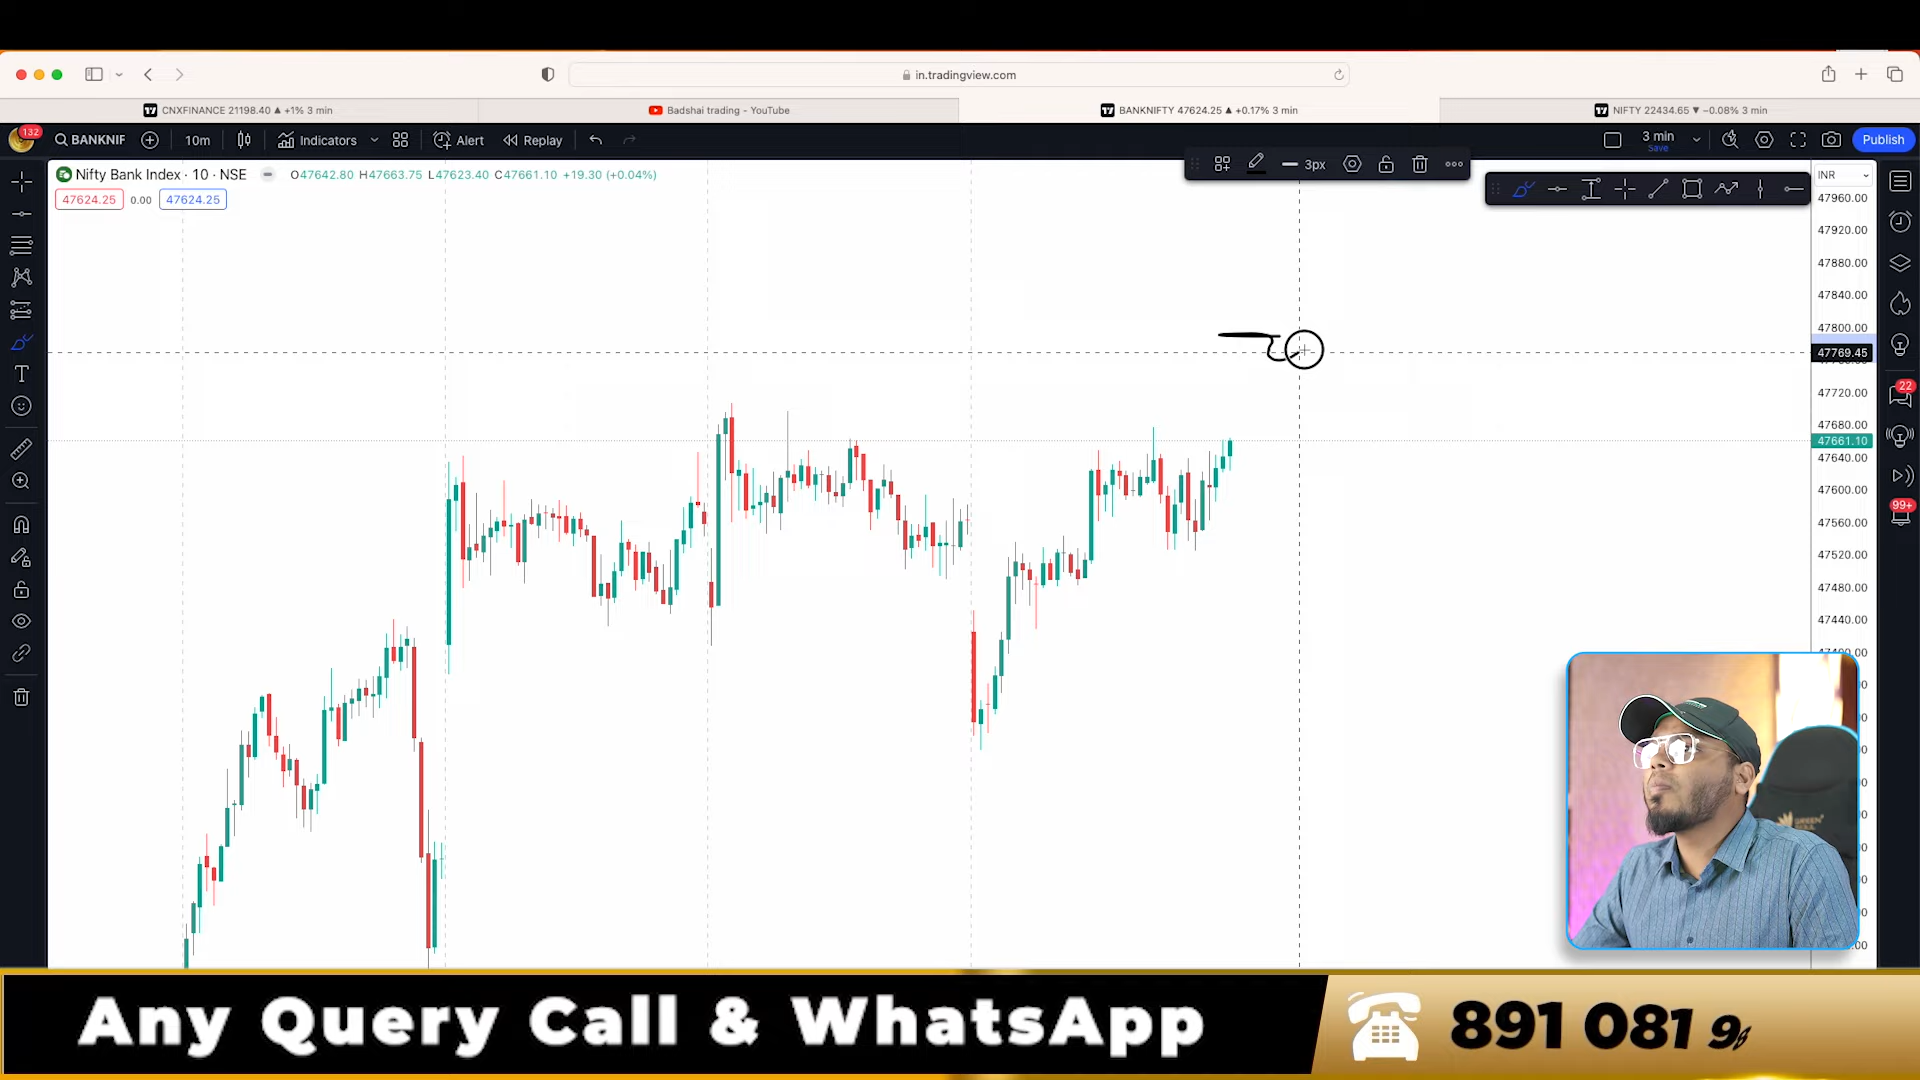 in.tradingview.com
CNXFINANCE 21198.40 ▲ +1% 3 min
Badshai trading - YouTube
BANKNIFTY 47624.25 ▲ +0.17% 3 min
NIFTY 22434.65 ▼ −0.08% 3 min
132
BANKNIF
10m
Indicators
Alert
Replay
3 min
Save
Publish
3px
Nifty Bank Index · 10 · NSE
O47642.80 H47663.75 L47623.40 C47661.10 +19.30 (+0.04%)
INR
47624.25
0.00
47624.25
47960.00
47920.00
47880.00
47840.00
47800.00
47769.45
47720.00
47680.00
47661.10
47640.00
47600.00
47560.00
47520.00
47480.00
47440.00
22
99+
Any Query Call & WhatsApp
891 081 9